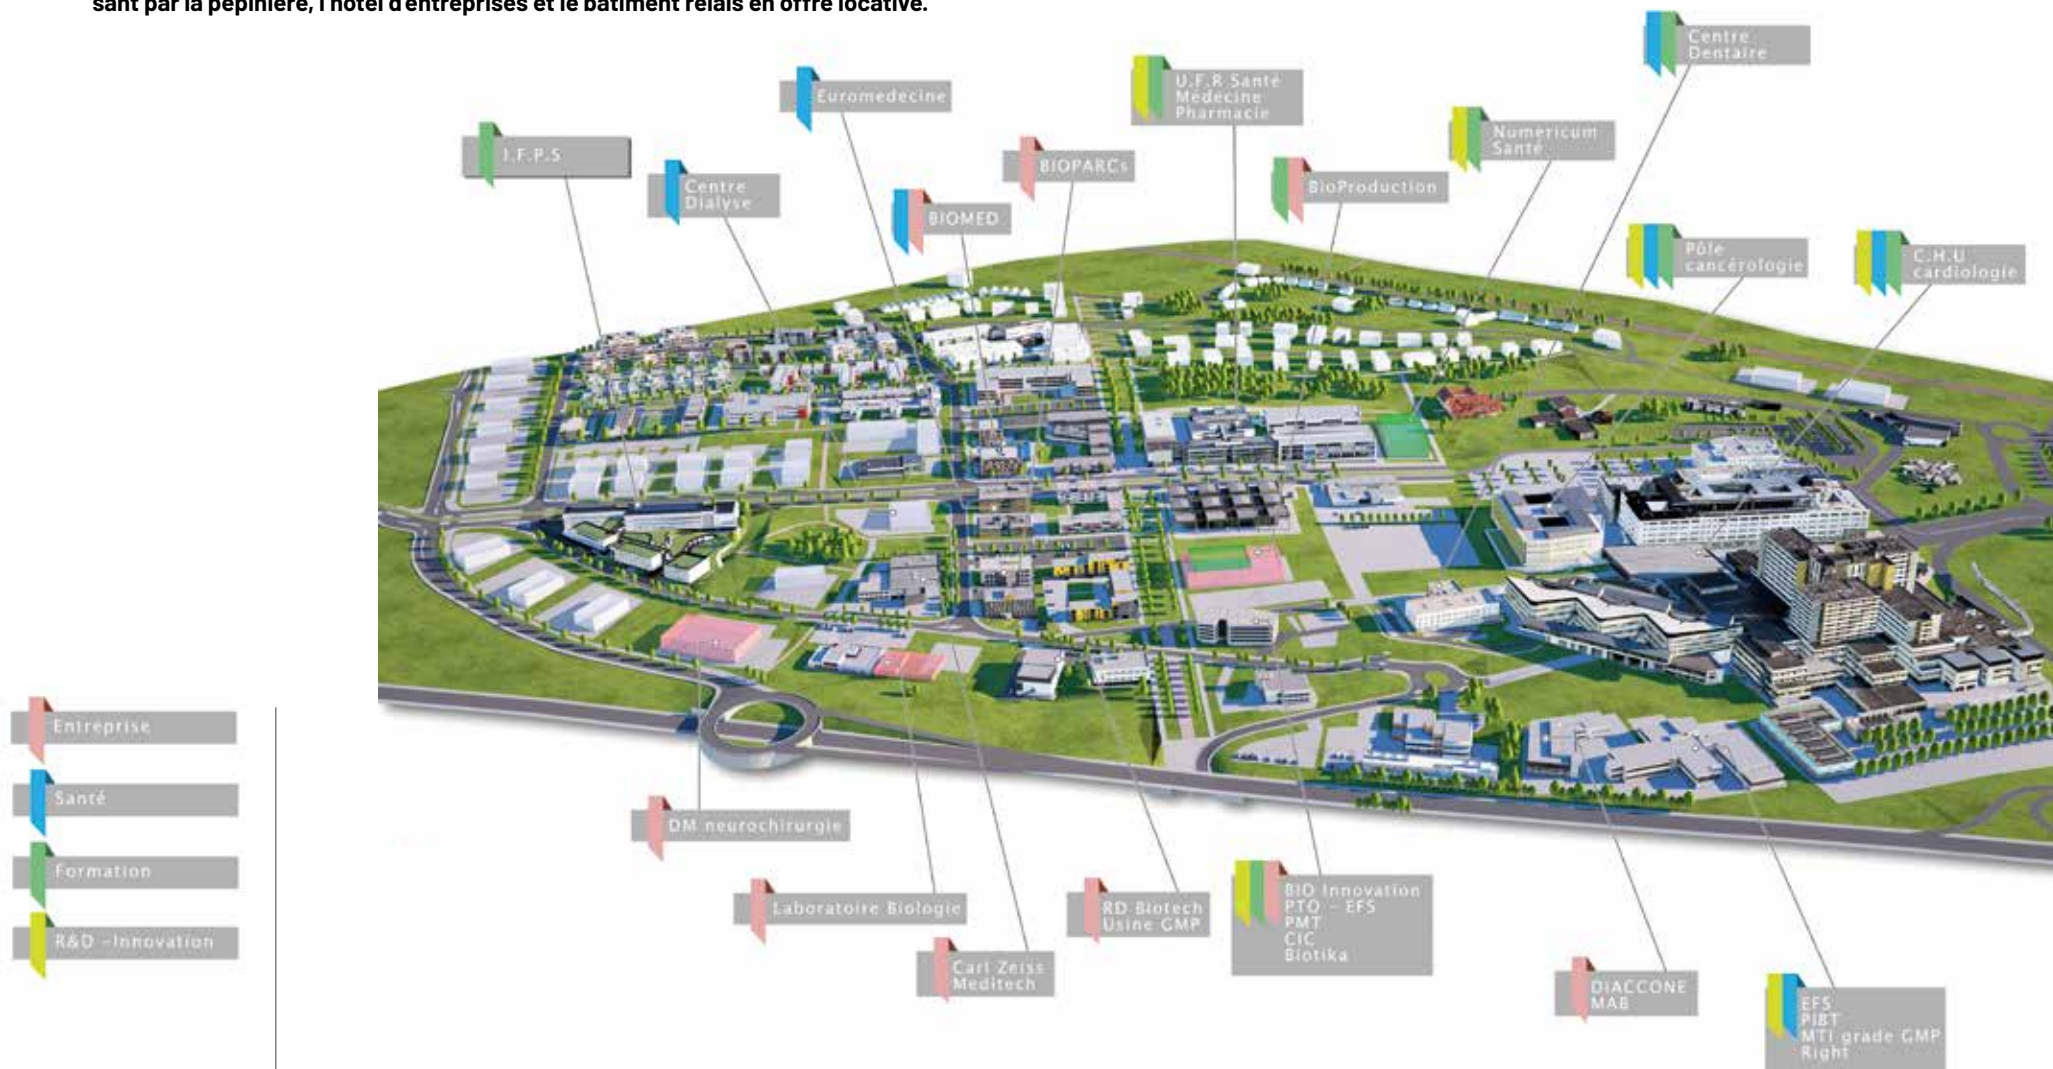 sant par la pépinière, l'hôtel d'entreprises et le bâtiment relais en offre locative.
Centre
Dentaire
Euromedecine
U.F.R Santé
Médecine
Pharmacie
Numericum
Santé
I.F.P.S
Centre
Dialyse
BIOPARCs
BioProduction
BIOMED
Pôle
cancérologie
C.H.U
cardiologie
Entreprise
Santé
Formation
R&D -Innovation
DM neurochirurgie
Laboratoire Biologie
Carl Zeiss
Meditech
RD Biotech
Usine GMP
BIO Innovation
PTO - EFS
PMT
CIC
Biotika
DIACCONE
MAB
EFS
PIBT
MTI grade GMP
Right